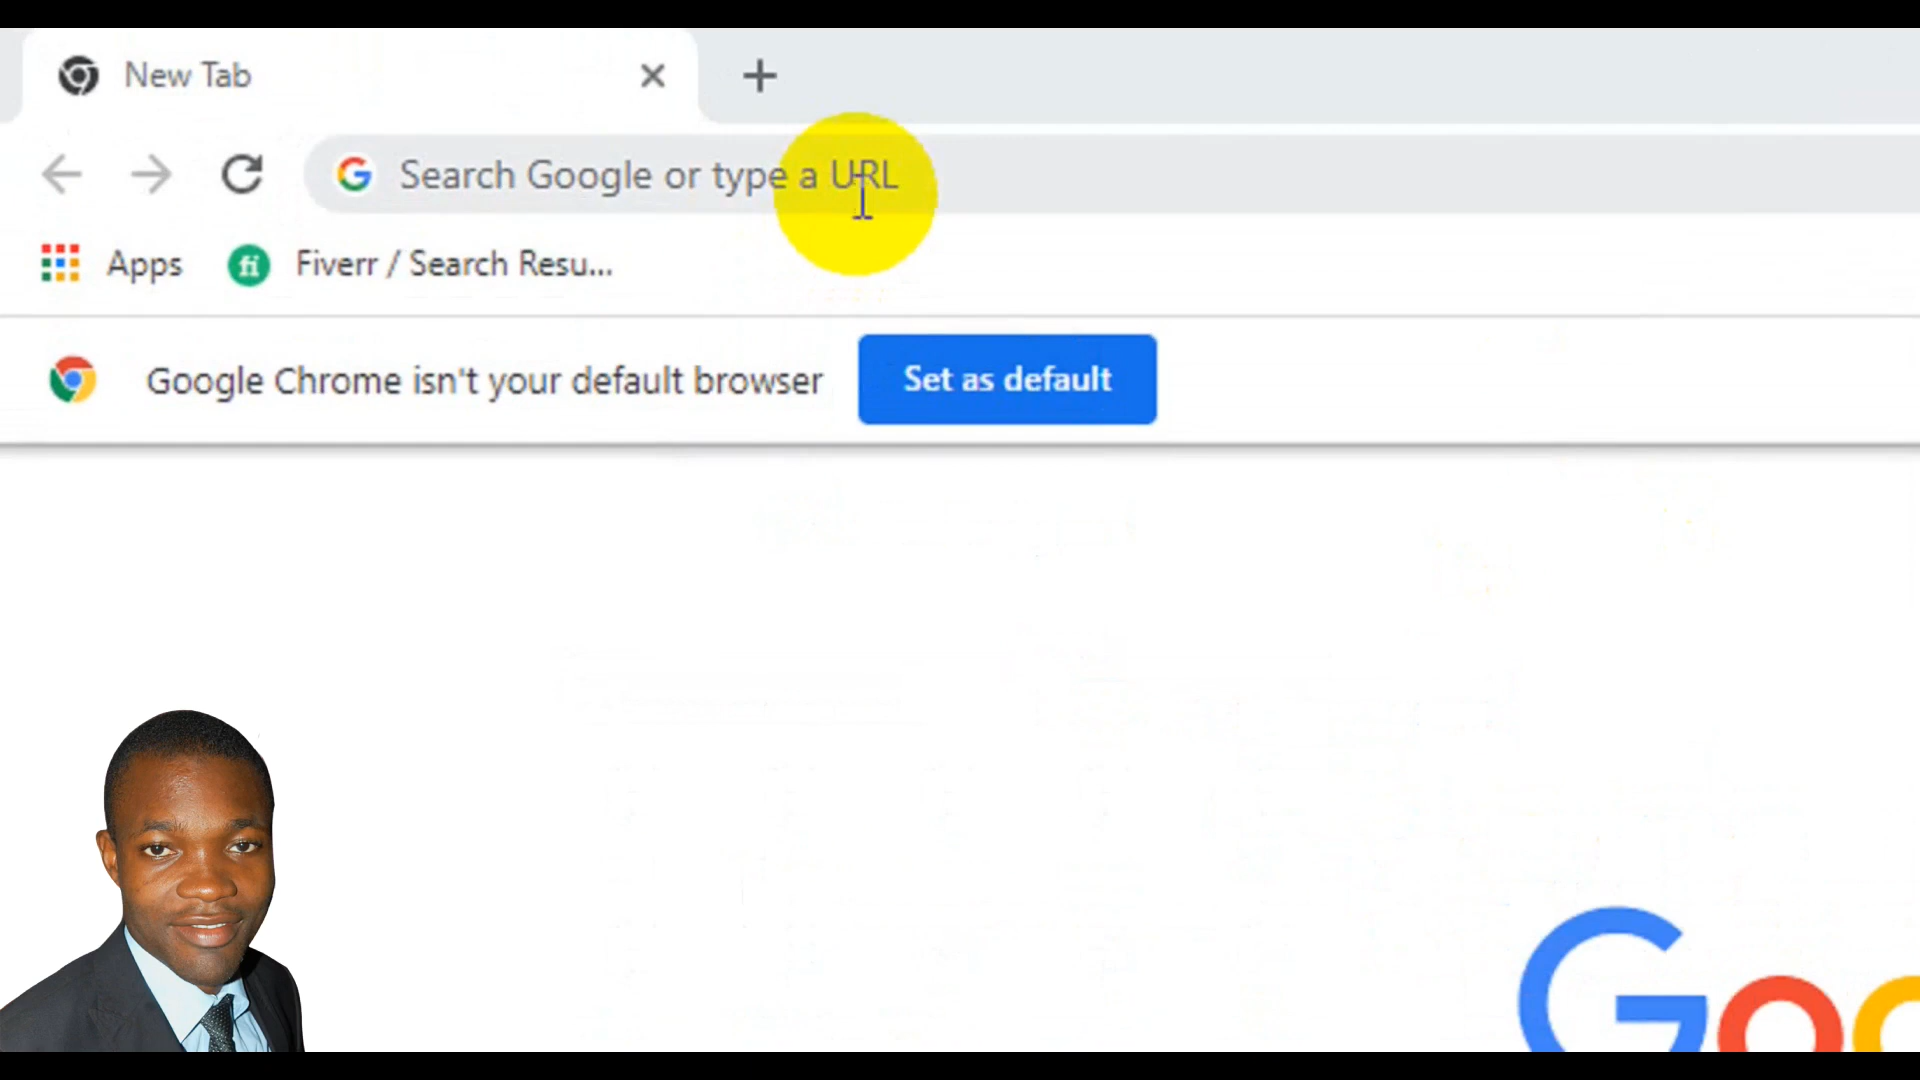 New Tab
Search Google or type a URL
Apps
Fiverr / Search Resu...
Google Chrome isn't your default browser
Set as default
Goo